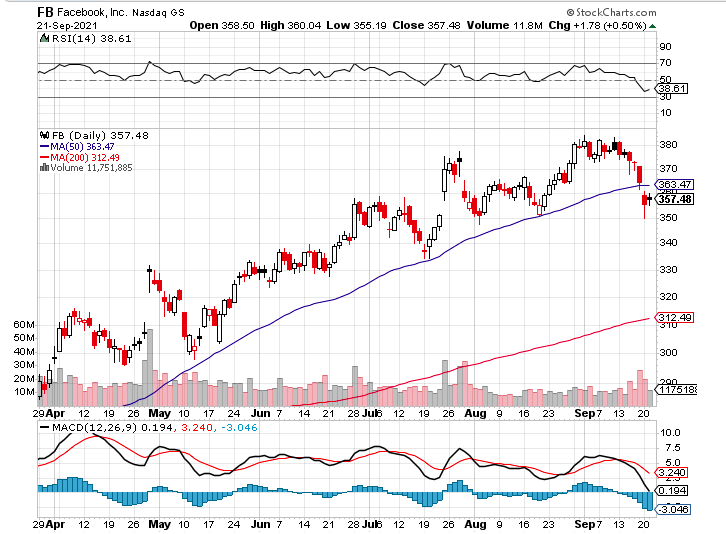 FB Facebook, Inc. Nasdaq GS
© StockCharts.com
21-Sep-2021
Open 358.50 High 360.04 Low 355.19 Close 357.48 Volume 11.8M Chg +1.78 (+0.50%)
RSI(14) 38.61
90
70
50
38.61
30
10
FB (Daily) 357.48
MA(50) 363.47
MA(200) 312.49
Volume 11,751,885
380
370
363.47
357.48
350
340
330
320
312.49
300
290
11751885
60M
50M
40M
30M
20M
10M
29 Apr 12 19 26 May 10 17 24 Jun 7 14 21 28 Jul 6 12 19 26 Aug 9 16 23 Sep 7 13 20
MACD(12,26,9) 0.194, 3.240, -3.046
10.0
7.5
5.0
3.240
0.194
-3.046
29 Apr 12 19 26 May 10 17 24 Jun 7 14 21 28 Jul 6 12 19 26 Aug 9 16 23 Sep 7 13 20